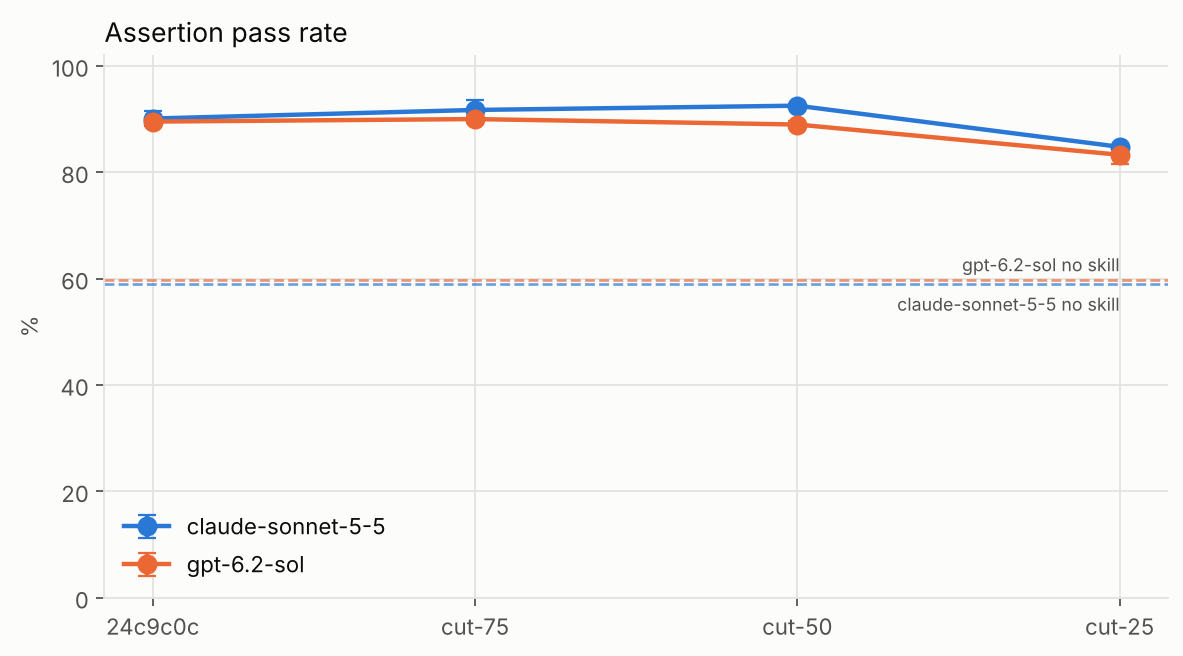 Assertion pass rate
100
80
60
40
20
0
%
gpt-6.2-sol no skill
claude-sonnet-5-5 no skill
claude-sonnet-5-5
gpt-6.2-sol
24c9c0c
cut-75
cut-50
cut-25